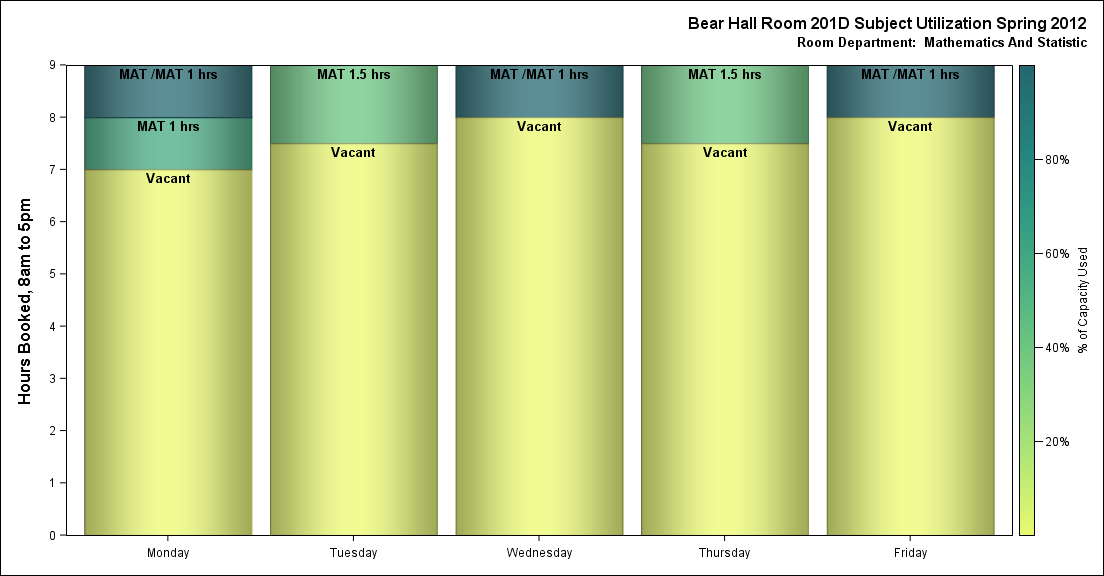 Bear Hall Room 201D Subject Utilization Spring 2012
Room Department:  Mathematics And Statistic
Hours Booked, 8am to 5pm
9
8
7
6
5
4
3
2
1
0
MAT /MAT 1 hrs
MAT 1 hrs
Vacant
MAT 1.5 hrs
Vacant
MAT /MAT 1 hrs
Vacant
MAT 1.5 hrs
Vacant
MAT /MAT 1 hrs
Vacant
Monday
Tuesday
Wednesday
Thursday
Friday
80%
60%
40%
20%
% of Capacity Used